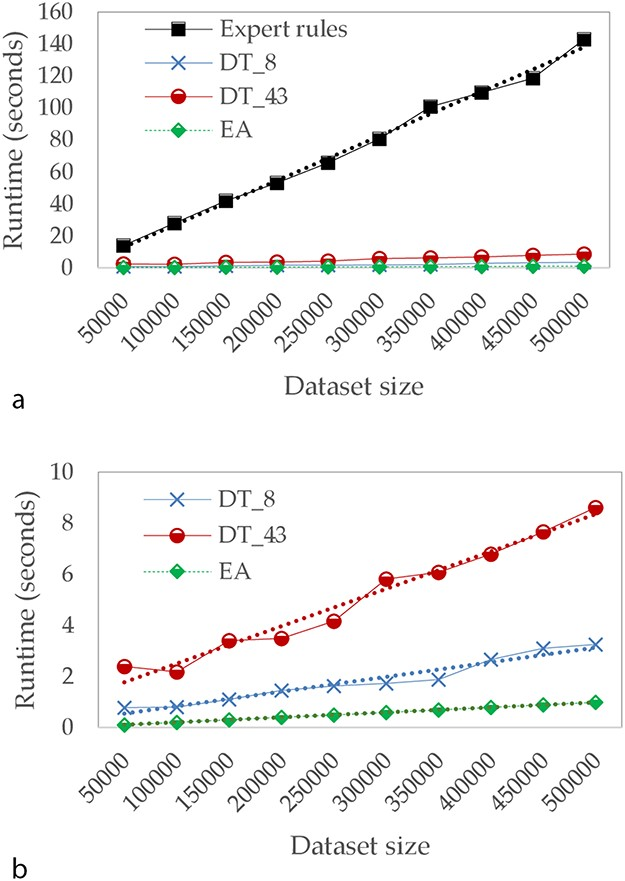 160
140
120
100
80
60
40
20
0
Runtime (seconds)
Expert rules
DT_8
DT_43
EA
50000
100000
150000
200000
250000
300000
350000
400000
450000
500000
Dataset size
a
10
8
6
4
2
0
Runtime (seconds)
DT_8
DT_43
EA
50000
100000
150000
200000
250000
300000
350000
400000
450000
500000
Dataset size
b